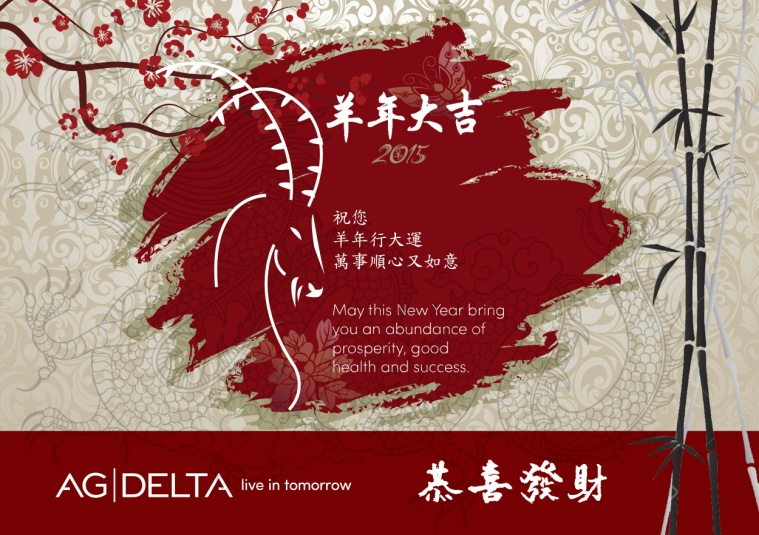 羊年大吉
2015
祝您
羊年行大運
萬事順心又如意
May this New Year bring
you an abundance of
prosperity, good
health and success.
AG|DELTA live in tomorrow
恭喜發財